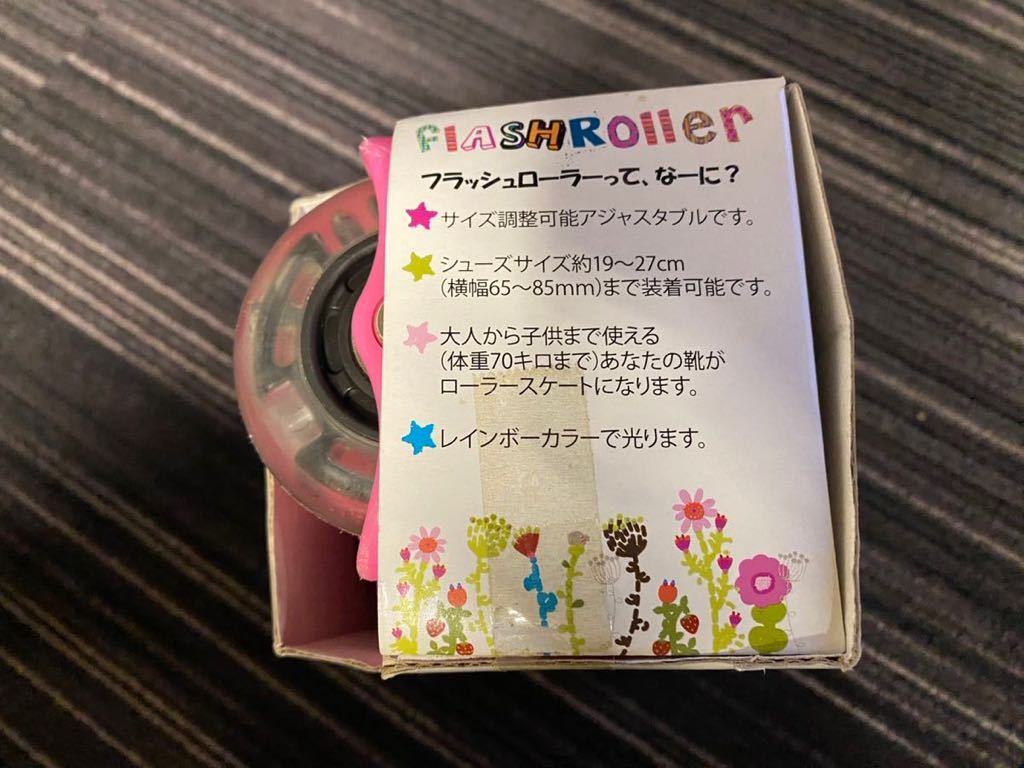 flASHRoller
フラッシュローラーって、なーに?
サイズ調整可能アジャスタブルです。
シューズサイズ約19〜27cm
(横幅65〜85mm)まで装着可能です。
大人から子供まで使える
(体重70キロまで)あなたの靴が
ローラースケートになります。
レインボーカラーで光ります。